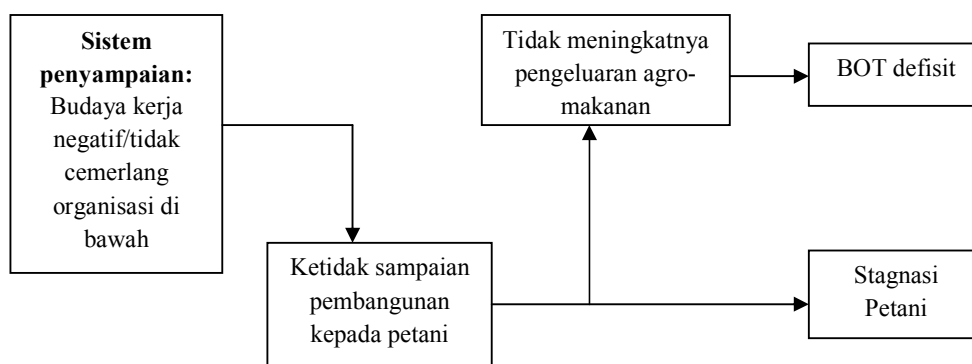 Sistem
penyampaian:
Budaya kerja
negatif/tidak
cemerlang
organisasi di
bawah
Ketidak sampaian
pembangunan
kepada petani
Tidak meningkatnya
pengeluaran agro-
makanan
BOT defisit
Stagnasi
Petani